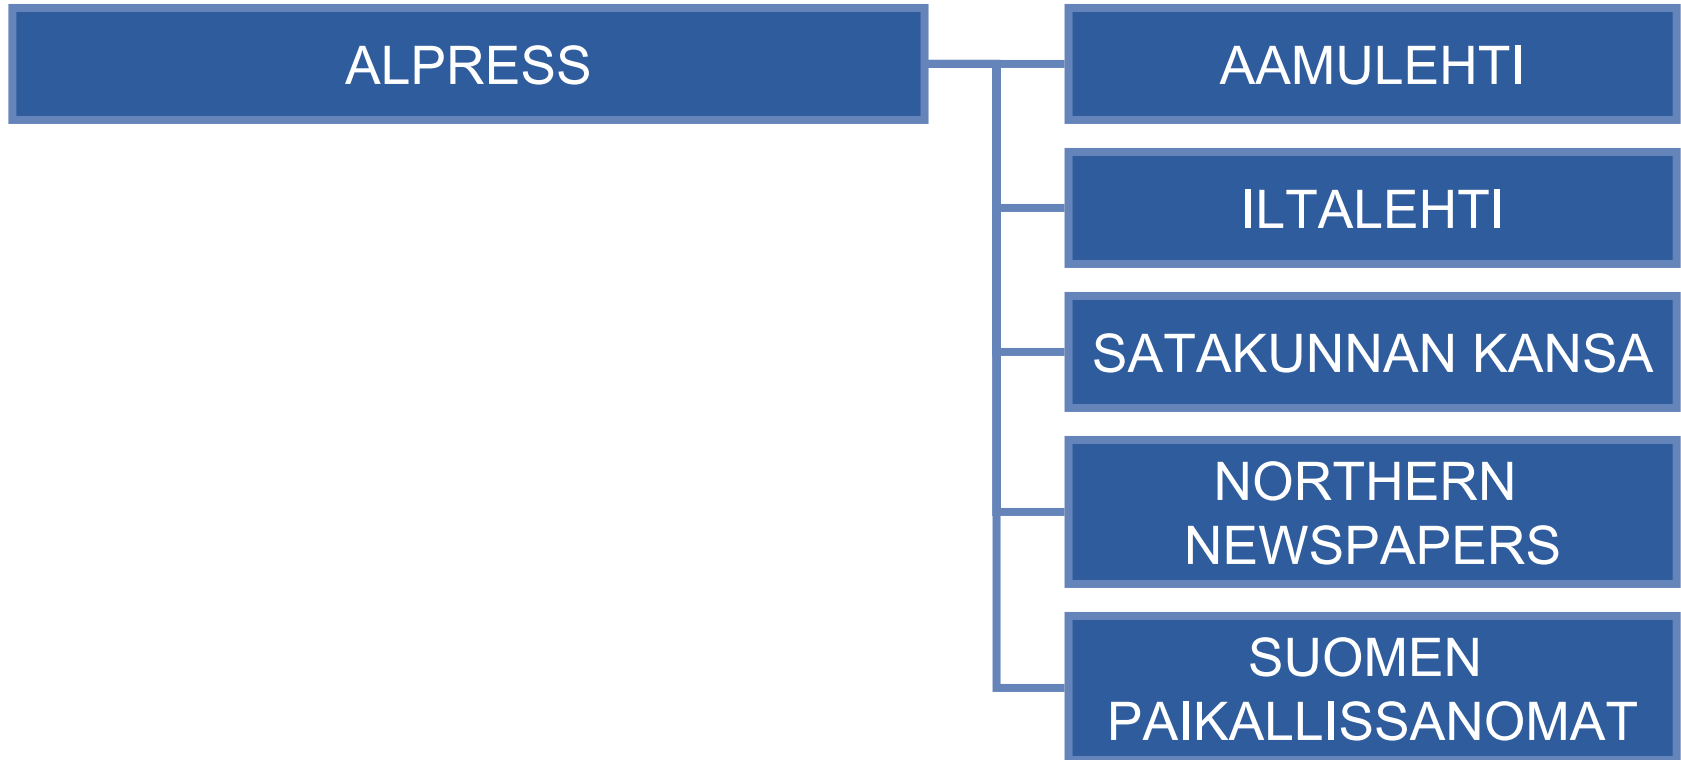 ALPRESS
AAMULEHTI
ILTALEHTI
SATAKUNNAN KANSA
NORTHERN
NEWSPAPERS
SUOMEN
PAIKALLISSANOMAT